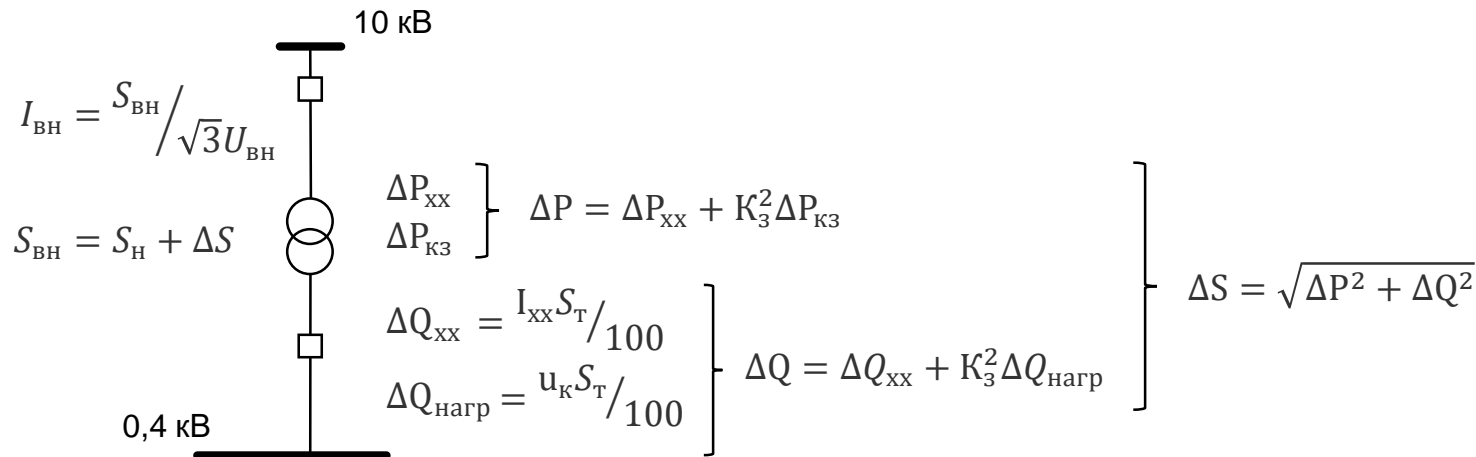 10 кВ
I_вн = S_вн/√3U_вн
ΔP_хх
ΔP_кз
ΔP = ΔP_хх + К_з^2ΔP_кз
S_вн = S_н + ΔS
ΔS = √ΔP^2 + ΔQ^2
ΔQ_хх = I_хх S_т/100
ΔQ_нагр = u_к S_т/100
ΔQ = ΔQ_хх + К_з^2ΔQ_нагр
0,4 кВ